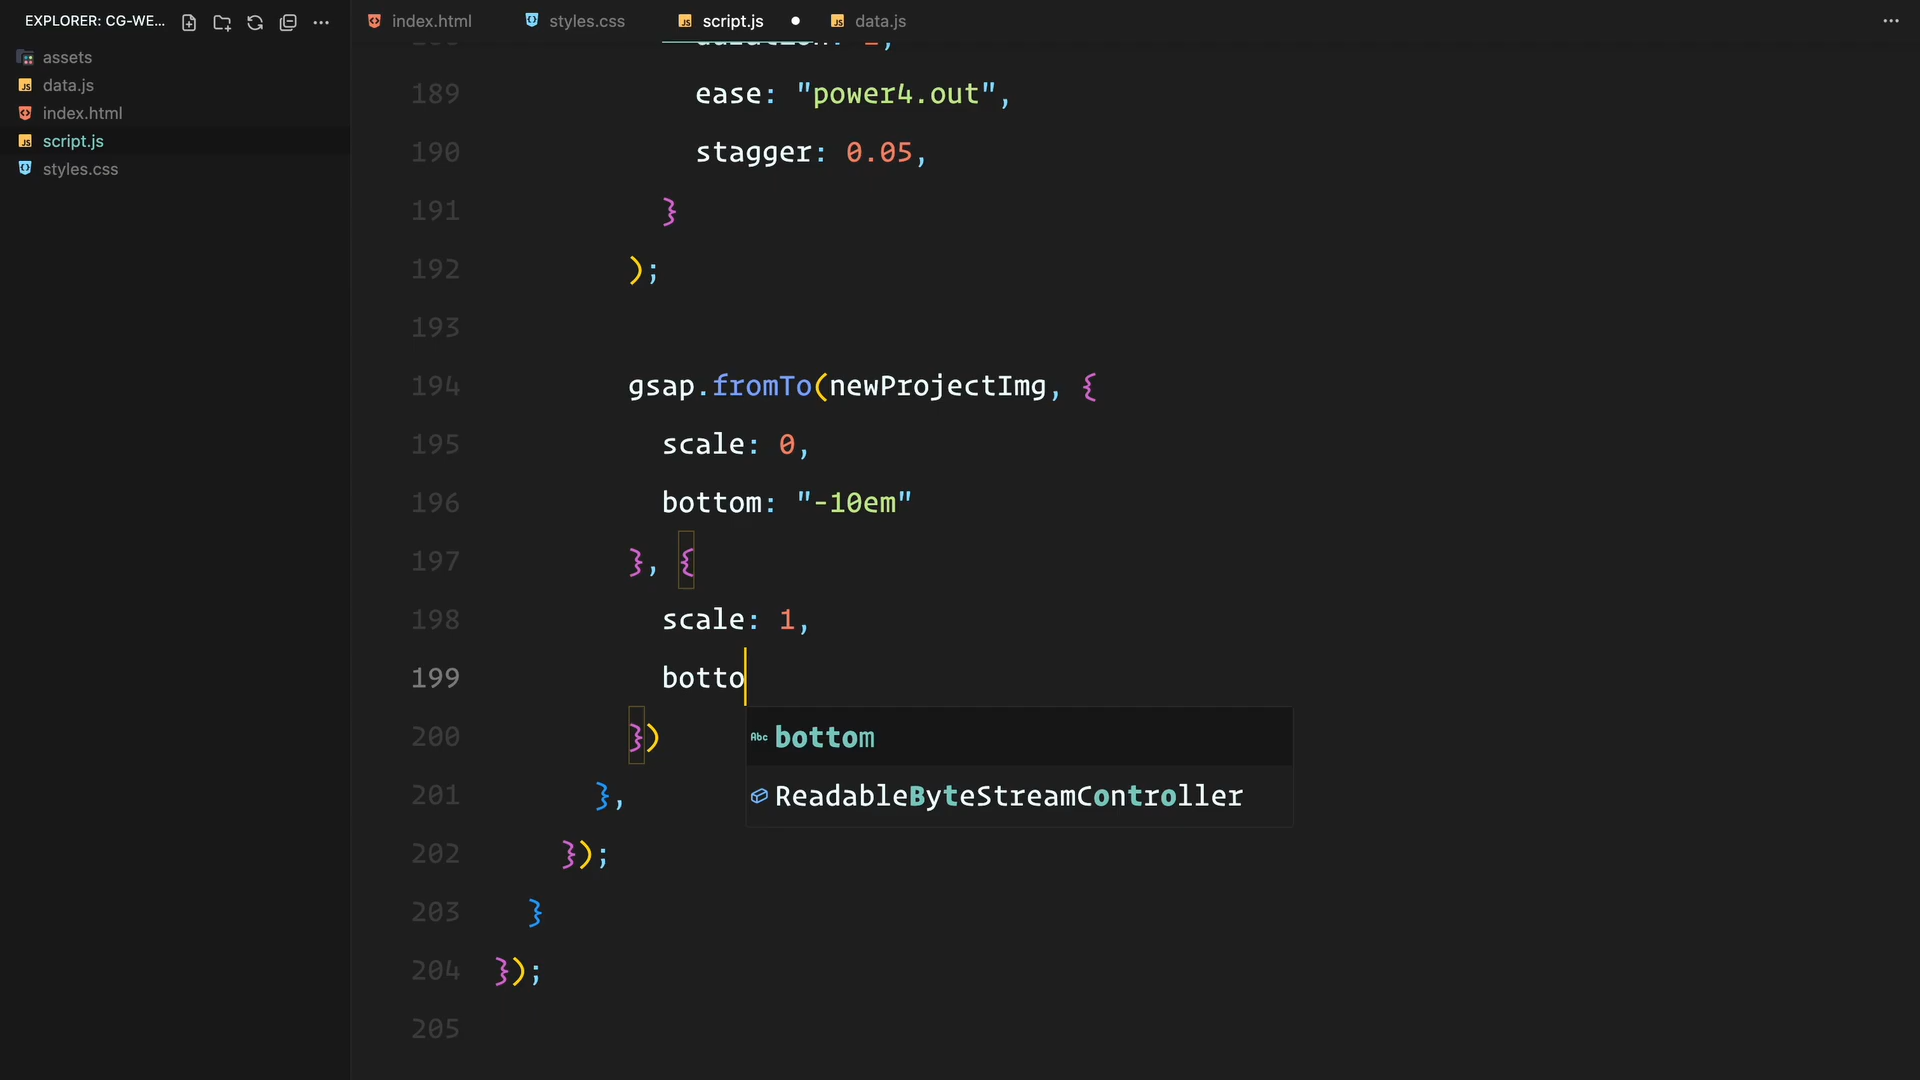 EXPLORER: CG-WE...
assets
data.js
index.html
script.js
styles.css
index.html
styles.css
script.js
data.js
189 ease: "power4.out",
190 stagger: 0.05,
191 }
192 );
193
194 gsap.fromTo(newProjectImg, {
195 scale: 0,
196 bottom: "-10em"
197 }, {
198 scale: 1,
199 botto
200 })
201 },
202 });
203 }
204 });
205
Abc bottom
ReadableByteStreamController